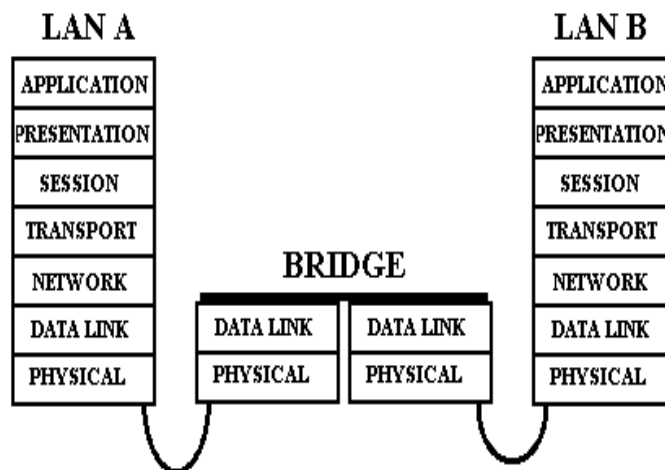 LAN A
APPLICATION
PRESENTATION
SESSION
TRANSPORT
NETWORK
DATA LINK
PHYSICAL
BRIDGE
DATA LINK
PHYSICAL
DATA LINK
PHYSICAL
LAN B
APPLICATION
PRESENTATION
SESSION
TRANSPORT
NETWORK
DATA LINK
PHYSICAL